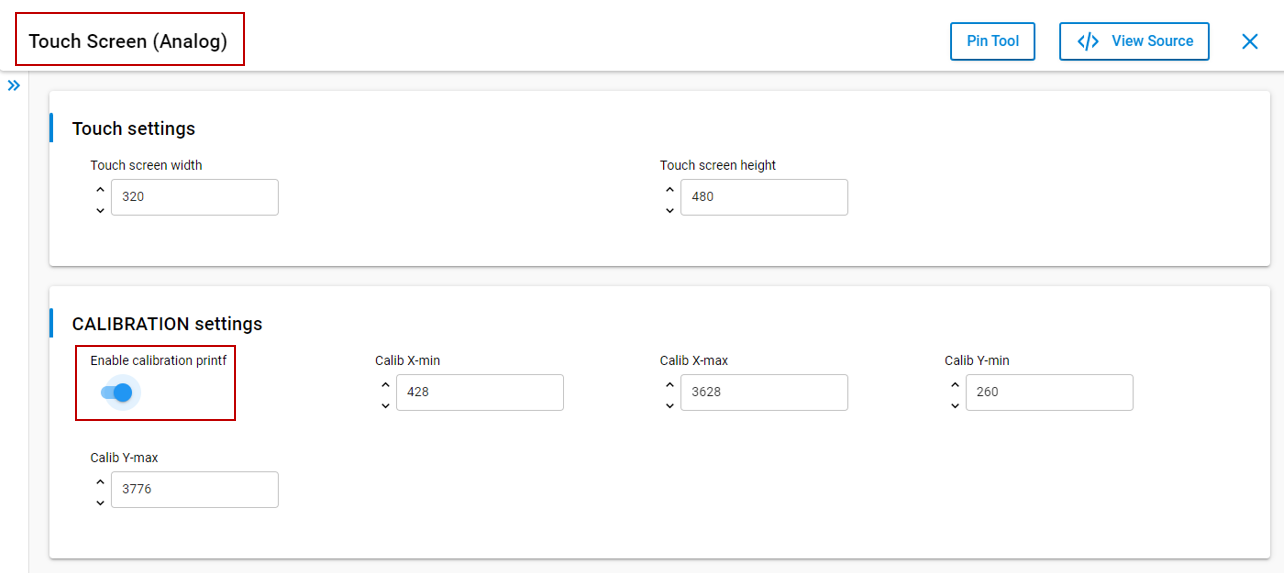 Touch Screen (Analog)
Pin Tool
</> View Source
Touch settings
Touch screen width
Touch screen height
320
480
CALIBRATION settings
Enable calibration printf
Calib X-min
Calib X-max
Calib Y-min
428
3628
260
Calib Y-max
3776